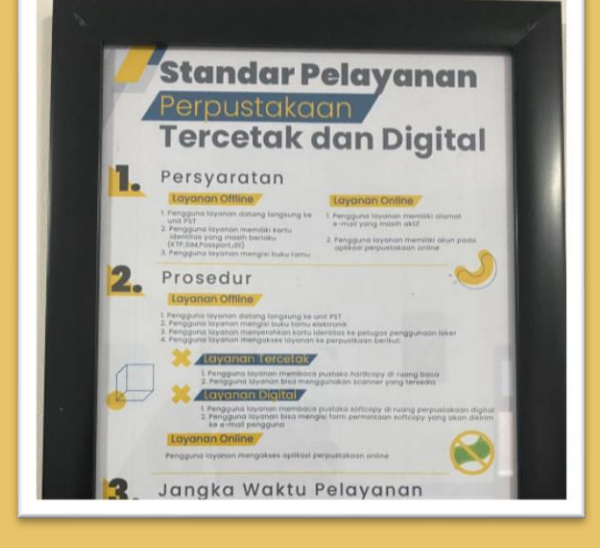 Standar Pelayanan
Perpustakaan
Tercetak dan Digital
1. Persyaratan
Layanan Offline
1. Pengguna layanan datang langsung ke
unit PST
2. Pengguna layanan memiliki kartu
identitas yang masih berlaku
(KTP,SIM,Passport,dll)
3. Pengguna layanan mengisi buku tamu
Layanan Online
1. Pengguna layanan memiliki alamat
e-mail yang masih aktif
2. Pengguna layanan memiliki akun pada
aplikasi perpustakaan online
2. Prosedur
Layanan Offline
1. Pengguna layanan datang langsung ke unit PST
2. Pengguna layanan mengisi buku tamu elektronik
3. Pengguna layanan menyerahkan kartu identitas ke petugas penggunaan loker
4. Pengguna layanan mengakses layanan ke perpustkaan berikut:
Layanan Tercetak
1. Pengguna layanan membaca pustaka hardcopy di ruang baca
2. Pengguna layanan bisa menggunakan scanner yang tersedia
Layanan Digital
1. Pengguna layanan membaca pustaka softcopy di ruang perpustakaan digital
2. Pengguna layanan bisa mengisi form permintaan softcopy yang akan dikirim
ke e-mail pengguna
Layanan Online
Pengguna layanan mengakses aplikasi perpustakaan online
3. Jangka Waktu Pelayanan